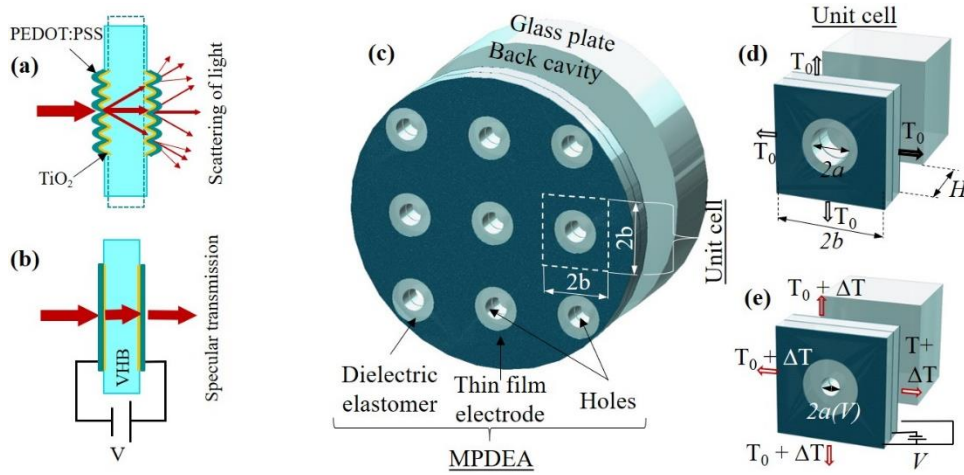 PEDOT:PSS
(a)
TiO2
Scattering of light
(b)
VHB
V
Specular transmission
(c)
Glass plate
Back cavity
2b
2b
Unit cell
Dielectric
elastomer
Thin film
electrode
Holes
MPDEA
Unit cell
(d)
T0
T0
T0
T0
2a
H
2b
(e)
T0 + ΔT
T0 + ΔT
T+
ΔT
2a(V)
T0 + ΔT
V